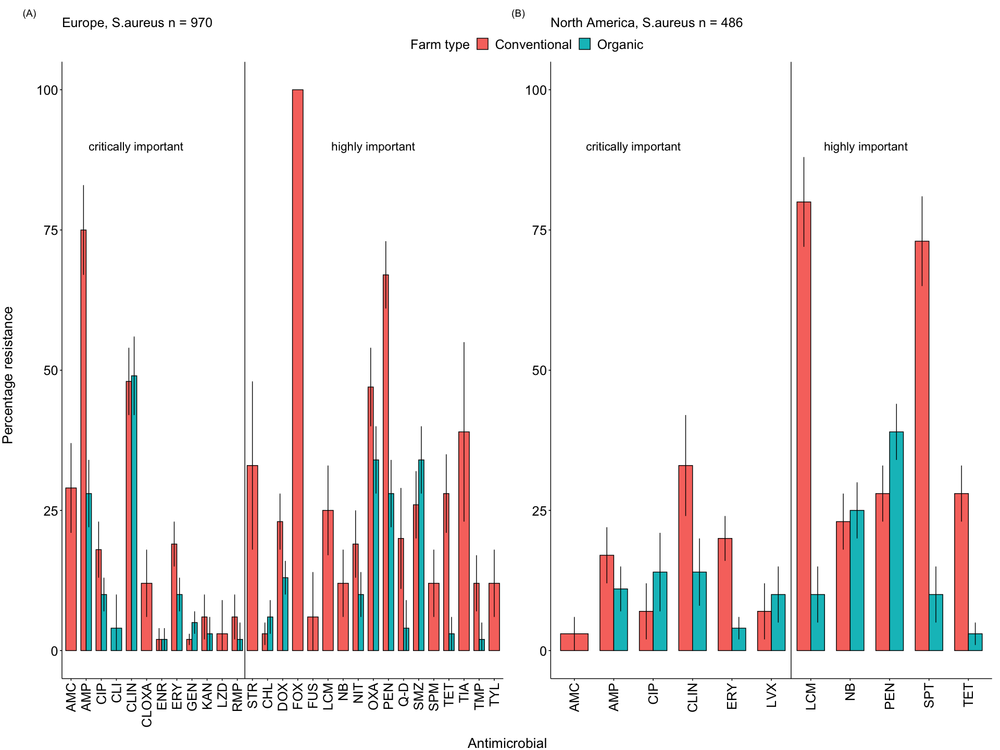 (A)
(B)
Europe, S.aureus n = 970
North America, S.aureus n = 486
Farm type Conventional Organic
Percentage resistance
100
75
50
25
0
critically important
highly important
AMC
AMP
CIP
CLI
CLIN
CLOXA
ENR
ERY
GEN
KAN
LZD
RMP
STR
CHL
DOX
FOX
FUS
LCM
NB
NIT
OXA
PEN
Q-D
SMZ
SPM
TET
TIA
TMP
TYL
100
75
50
25
0
critically important
highly important
AMC
AMP
CIP
CLIN
ERY
LVX
LCM
NB
PEN
SPT
TET
Antimicrobial